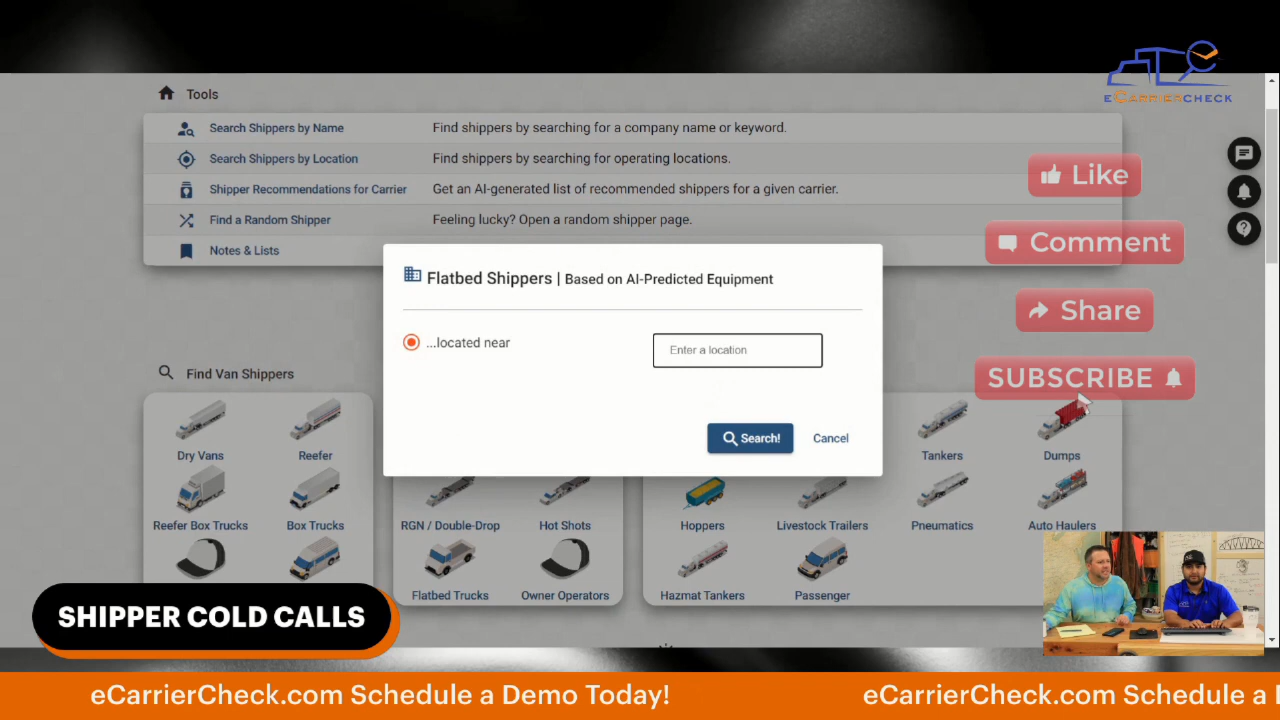 eCARRIERCHECK
Tools
Search Shippers by Name
Find shippers by searching for a company name or keyword.
Search Shippers by Location
Find shippers by searching for operating locations.
Shipper Recommendations for Carrier
Get an AI-generated list of recommended shippers for a given carrier.
Find a Random Shipper
Feeling lucky? Open a random shipper page.
Notes & Lists
Like
Comment
Share
SUBSCRIBE
Flatbed Shippers | Based on AI-Predicted Equipment
...located near
Enter a location
Search!
Cancel
Find Van Shippers
Dry Vans
Reefer
Tankers
Dumps
Reefer Box Trucks
Box Trucks
RGN / Double-Drop
Hot Shots
Hoppers
Livestock Trailers
Pneumatics
Auto Haulers
Flatbed Trucks
Owner Operators
Hazmat Tankers
Passenger
SHIPPER COLD CALLS
eCarrierCheck.com Schedule a Demo Today!
eCarrierCheck.com Schedule a D